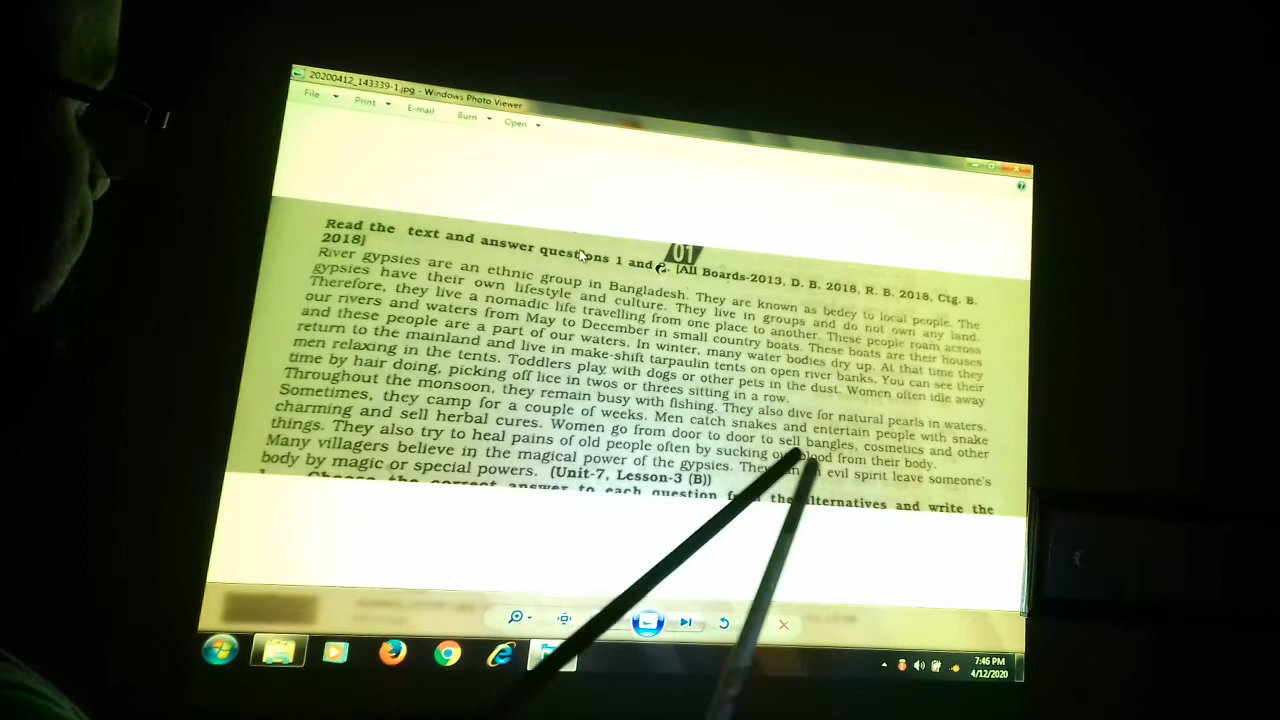 20200412_143339-1.jpg - Windows Photo Viewer
File Print E-mail Burn Open
01
Read the text and answer questions 1 and 2. [All Boards-2013, D. B. 2018, R. B. 2018, Ctg. B.
2018]
River gypsies are an ethnic group in Bangladesh. They are known as bedey to local people. The
gypsies have their own lifestyle and culture. They live in groups and do not own any land.
Therefore, they live a nomadic life travelling from one place to another. These people roam across
our rivers and waters from May to December in small country boats. These boats are their houses
and these people are a part of our waters. In winter, many water bodies dry up. At that time they
return to the mainland and live in make-shift tarpaulin tents on open river banks. You can see their
men relaxing in the tents. Toddlers play with dogs or other pets in the dust. Women often idle away
time by hair doing, picking off lice in twos or threes sitting in a row.
Throughout the monsoon, they remain busy with fishing. They also dive for natural pearls in waters.
Sometimes, they camp for a couple of weeks. Men catch snakes and entertain people with snake
charming and sell herbal cures. Women go from door to door to sell bangles, cosmetics and other
things. They also try to heal pains of old people often by sucking out blood from their body.
Many villagers believe in the magical power of the gypsies. They evil spirit leave someone's
body by magic or special powers. (Unit-7, Lesson-3 (B))
Choose the correct answer to each question from the alternatives and write the
7:46 PM
4/12/2020